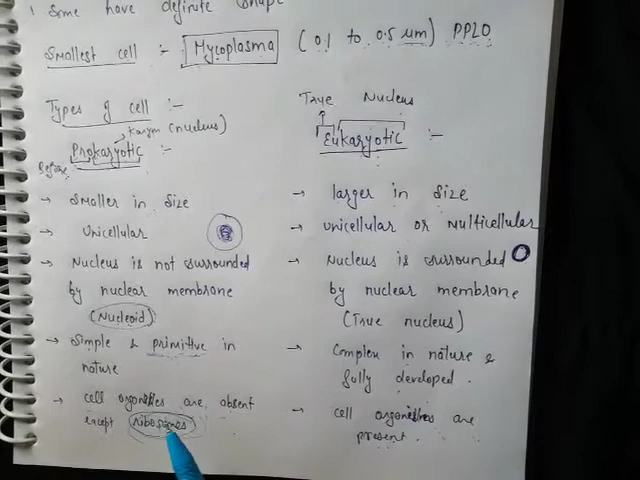 Some have definite shape
Smallest cell :- Mycoplasma (0.1 to 0.5 μm) PPLO
Types of cell :-
Karyon (nucleus)
Prokaryotic :-
Before
→ Smaller in size
→ Unicellular
→ Nucleus is not surrounded
by nuclear membrane
(Nucleoid)
→ Simple & primitive in
nature
→ cell organelles are absent
except ribosomes
True Nucleus
Eukaryotic :-
→ larger in size
→ unicellular or Multicellular
→ Nucleus is surrounded
by nuclear membrane
(True nucleus)
→ Complex in nature &
fully developed.
→ cell organelles are
present.